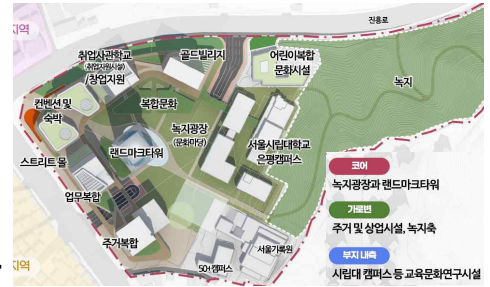 지역
진흥로
취업사관학교
(취업지원시설)
/창업지원
골드빌리지
어린이복합
문화시설
녹지
컨벤션 및
숙박
복합문화
녹지광장
(문화마당)
서울시립대학교
은평캠퍼스
스트리트 몰
랜드마크타워
업무복합
주거복합
50+캠퍼스
서울기록원
지역
코어
녹지광장과 랜드마크타워
가로변
주거 및 상업시설, 녹지축
부지 내측
시립대 캠퍼스 등 교육문화연구시설